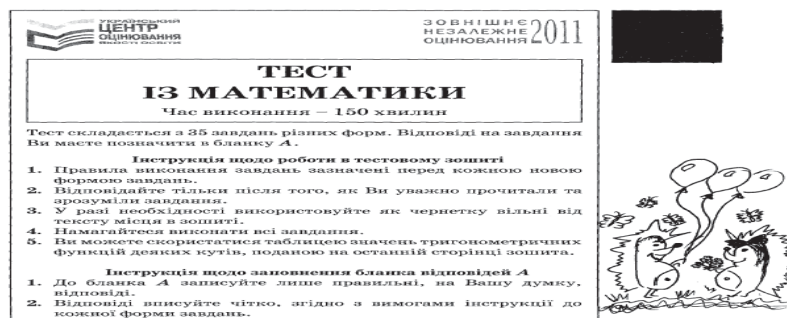 УКРАЇНСЬКИЙ
ЦЕНТР
ОЦІНЮВАННЯ
ЯКОСТІ ОСВІТИ
ЗОВНІШНЄ
НЕЗАЛЕЖНЕ
ОЦІНЮВАННЯ 2011
ТЕСТ
ІЗ МАТЕМАТИКИ
Час виконання – 150 хвилин
Тест складається з 35 завдань різних форм. Відповіді на завдання
Ви маєте позначити в бланку А.
Інструкція щодо роботи в тестовому зошиті
1. Правила виконання завдань зазначені перед кожною новою
формою завдань.
2. Відповідайте тільки після того, як Ви уважно прочитали та
зрозуміли завдання.
3. У разі необхідності використовуйте як чернетку вільні від
тексту місця в зошиті.
4. Намагайтеся виконати всі завдання.
5. Ви можете скористатися таблицею значень тригонометричних
функцій деяких кутів, поданою на останній сторінці зошита.
Інструкція щодо заповнення бланка відповідей А
1. До бланка А записуйте лише правильні, на Вашу думку,
відповіді.
2. Відповіді вписуйте чітко, згідно з вимогами інструкції до
кожної форми завдань.